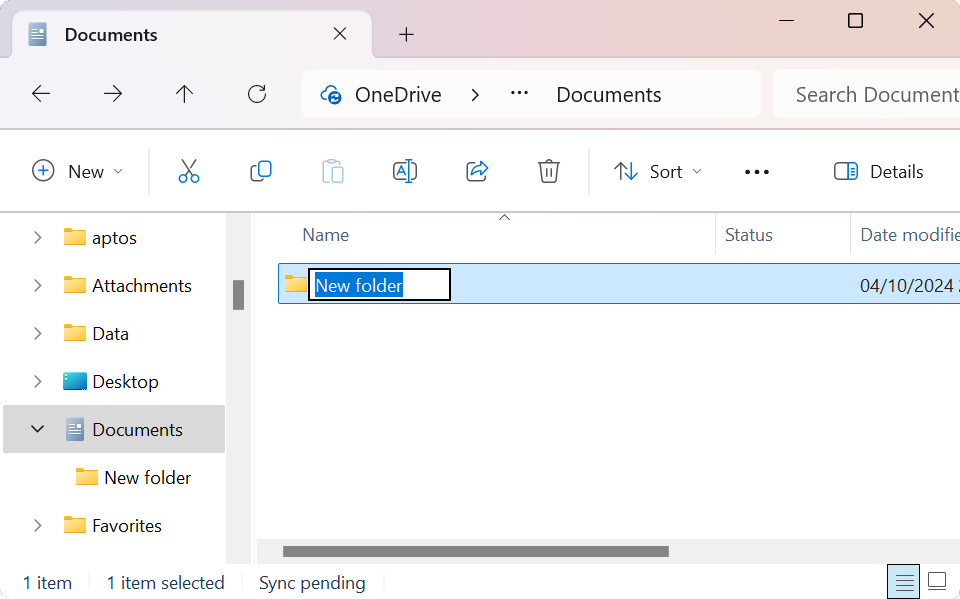 Documents
OneDrive Documents
Search Document
New Sort Details
Name Status Date modifie
aptos
Attachments
Data
Desktop
Documents
New folder
Favorites
New folder 04/10/2024
1 item 1 item selected Sync pending